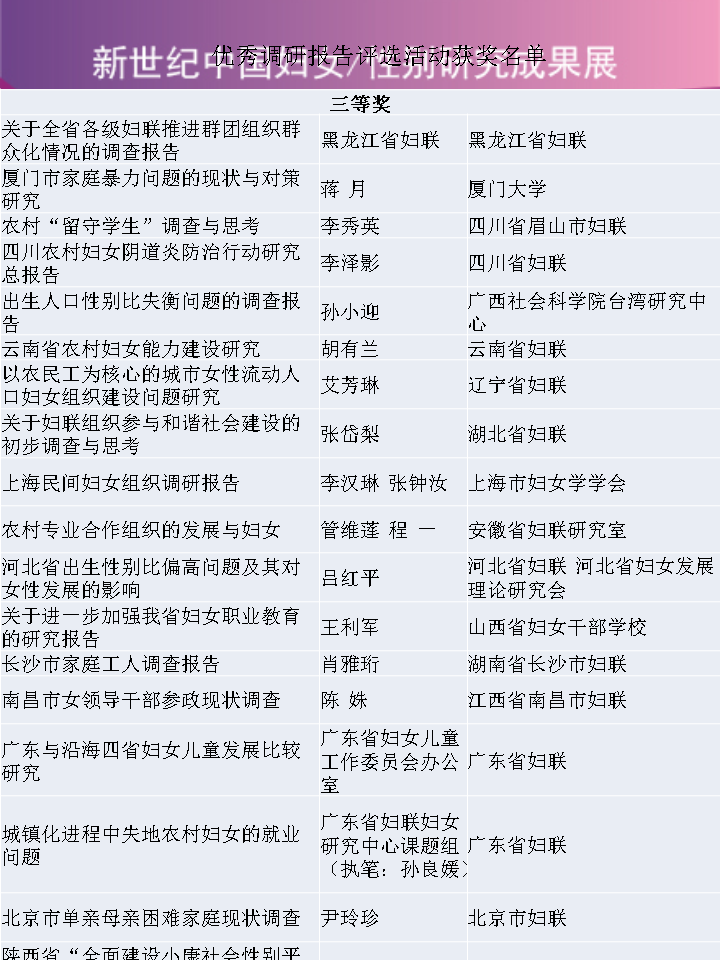 优秀调研报告评选活动获奖名单
新世纪中国妇女/性别研究成果展
三等奖
关于全省各级妇联推进群团组织群
众化情况的调查报告
黑龙江省妇联
黑龙江省妇联
厦门市家庭暴力问题的现状与对策
研究
蒋 月
厦门大学
农村“留守学生”调查与思考
李秀英
四川省眉山市妇联
四川农村妇女阴道炎防治行动研究
总报告
李泽影
四川省妇联
出生人口性别比失衡问题的调查报
告
孙小迎
广西社会科学院台湾研究中
心
云南省农村妇女能力建设研究
胡有兰
云南省妇联
以农民工为核心的城市女性流动人
口妇女组织建设问题研究
艾芳琳
辽宁省妇联
关于妇联组织参与和谐社会建设的
初步调查与思考
张岱梨
湖北省妇联
上海民间妇女组织调研报告
李汉琳 张钟汝
上海市妇女学学会
农村专业合作组织的发展与妇女
管维莲 程 一
安徽省妇联研究室
河北省出生性别比偏高问题及其对
女性发展的影响
吕红平
河北省妇联 河北省妇女发展
理论研究会
关于进一步加强我省妇女职业教育
的研究报告
王利军
山西省妇女干部学校
长沙市家庭工人调查报告
肖雅珩
湖南省长沙市妇联
南昌市女领导干部参政现状调查
陈 姝
江西省南昌市妇联
广东与沿海四省妇女儿童发展比较
研究
广东省妇女儿童
工作委员会办公
室
广东省妇联
城镇化进程中失地农村妇女的就业
问题
广东省妇联妇女
研究中心课题组
（执笔：孙良媛）
广东省妇联
北京市单亲母亲困难家庭现状调查
尹玲珍
北京市妇联
陕西省“全面建设小康社会性别平